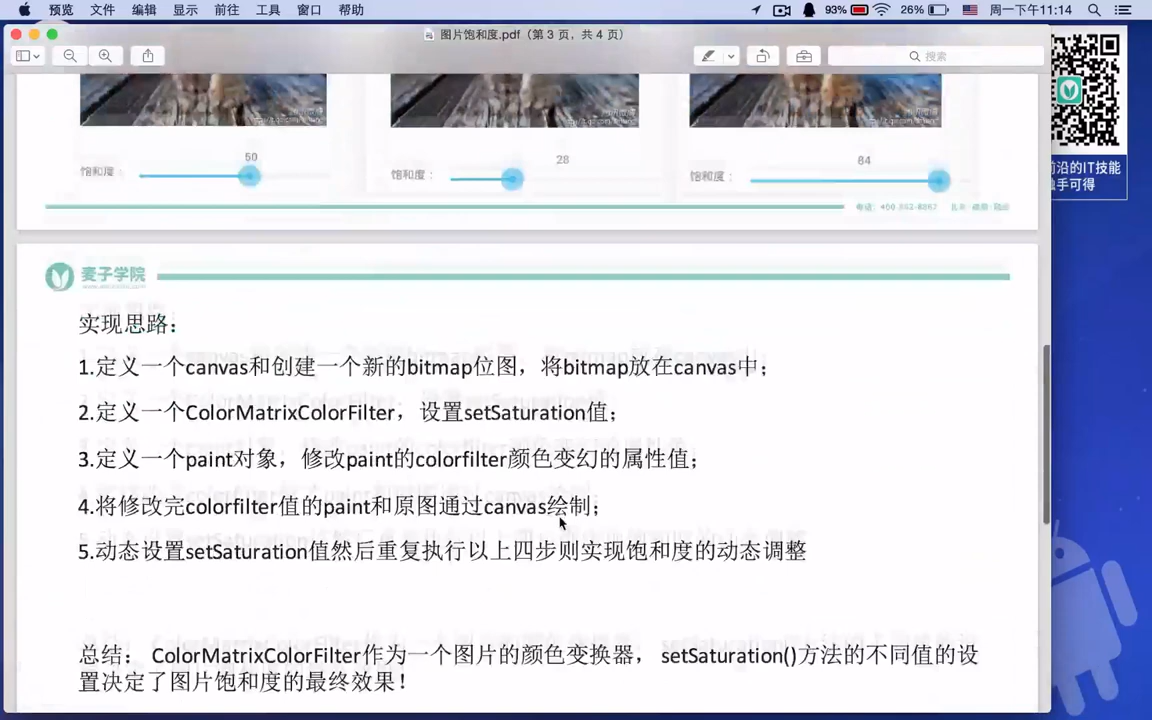 预览 文件 编辑 显示 前往 工具 窗口 帮助 93% 26% 周一下午11:14
图片饱和度.pdf（第 3 页，共 4 页）
搜索
50
28
64
饱和度：
饱和度：
饱和度：
前沿的IT技能
触手可得
麦子学院
实现思路：
1.定义一个canvas和创建一个新的bitmap位图，将bitmap放在canvas中；
2.定义一个ColorMatrixColorFilter，设置setSaturation值；
3.定义一个paint对象，修改paint的colorfilter颜色变幻的属性值；
4.将修改完colorfilter值的paint和原图通过canvas绘制；
5.动态设置setSaturation值然后重复执行以上四步则实现饱和度的动态调整
总结： ColorMatrixColorFilter作为一个图片的颜色变换器， setSaturation()方法的不同值的设
置决定了图片饱和度的最终效果！